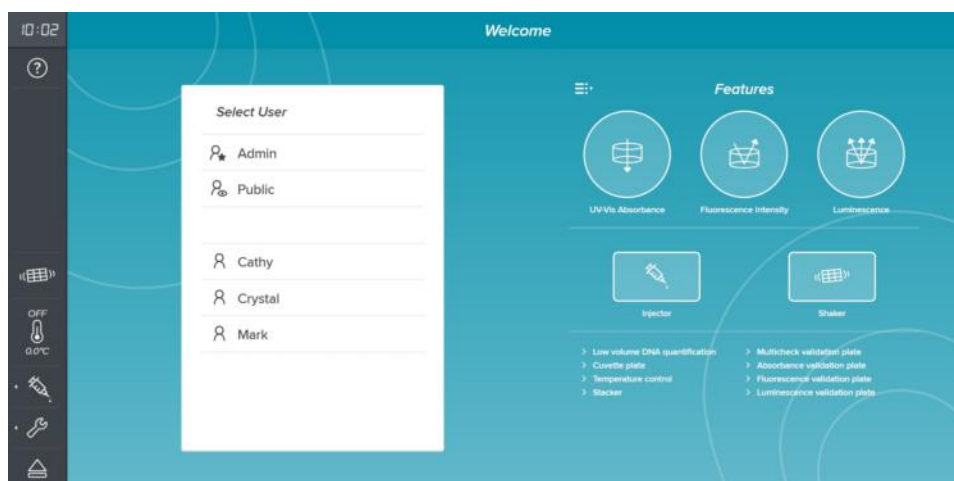 10:02
Welcome
Select User
Admin
Public
Cathy
Crystal
Mark
Features
UV-Vis Absorbance
Fluorescence Intensity
Luminescence
Injector
Shaker
> Low volume DNA quantification
> Cuvette plate
> Temperature control
> Stacker
> Multicheck validation plate
> Absorbance validation plate
> Fluorescence validation plate
> Luminescence validation plate
?
OFF
0.0°C